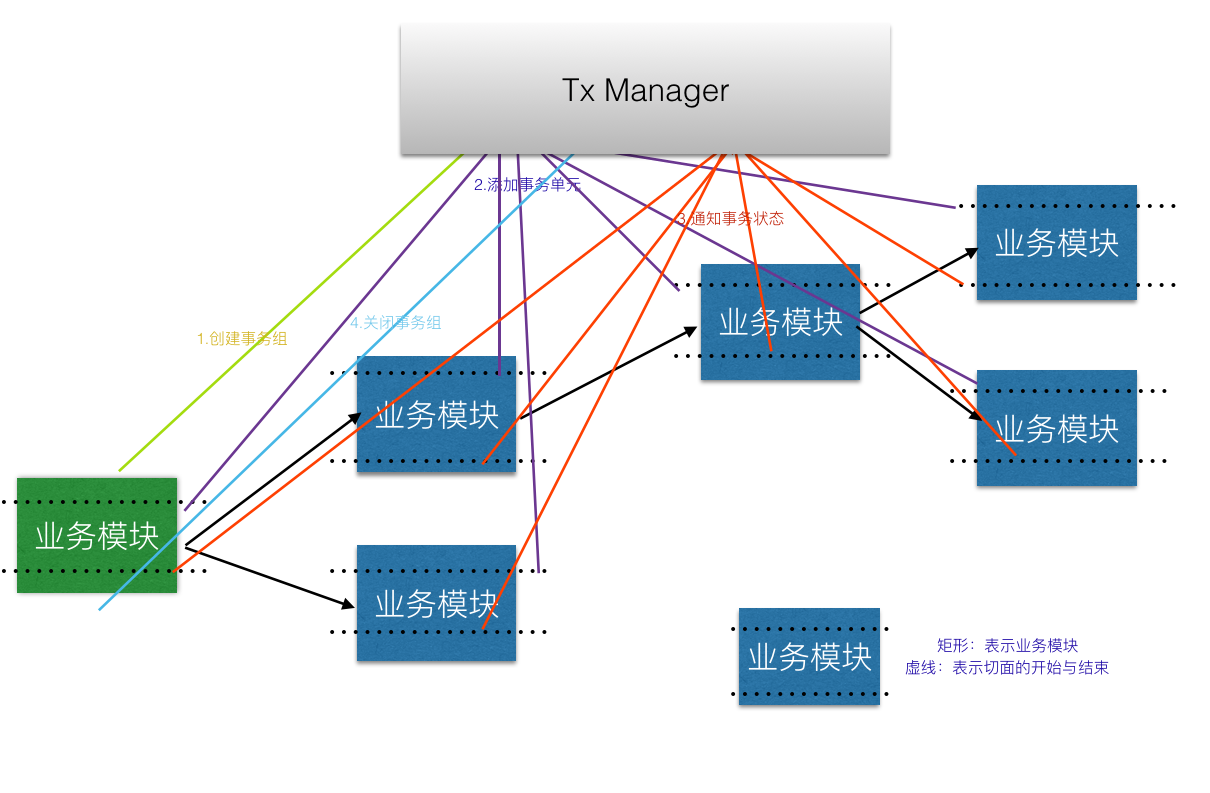 Tx Manager
2.添加事务单元
3.通知事务状态
业务模块
业务模块
1.创建事务组
4.关闭事务组
业务模块
业务模块
业务模块
业务模块
业务模块
矩形：表示业务模块
虚线：表示切面的开始与结束